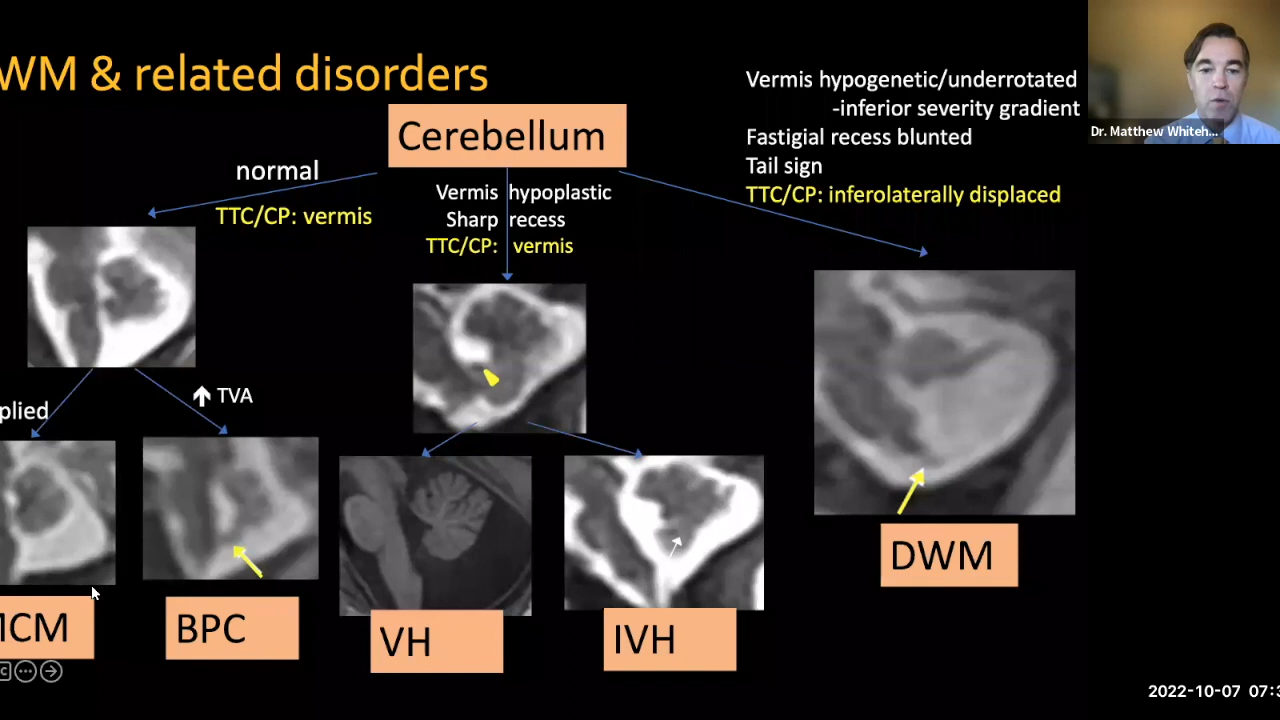 WM & related disorders
Cerebellum
normal
TTC/CP: vermis
Vermis hypoplastic
Sharp recess
TTC/CP: vermis
Vermis hypogenetic/underrotated
-inferior severity gradient
Fastigial recess blunted
Tail sign
TTC/CP: inferolaterally displaced
Dr. Matthew Whiteh...
plied
TVA
CM
BPC
VH
IVH
DWM
2022-10-07 07:3